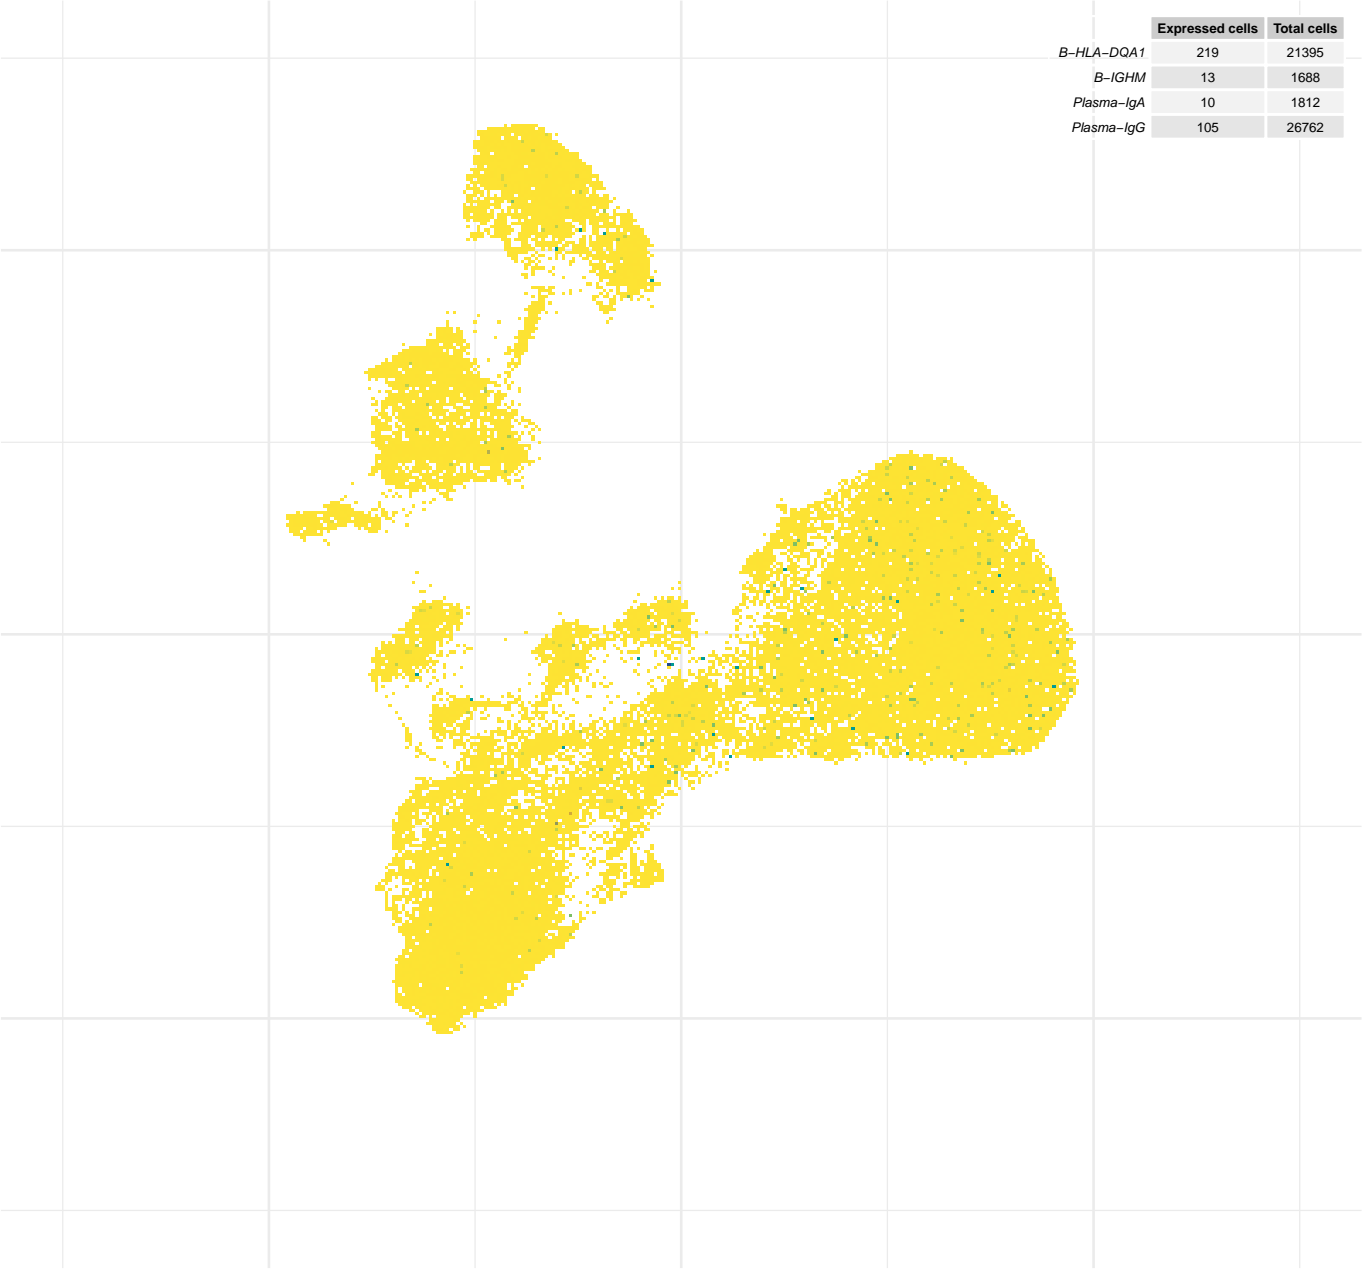 Expressed cells Total cells
B−HLA−DQA1 219 21395
B−IGHM 13 1688
Plasma−IgA 10 1812
Plasma−IgG 105 26762